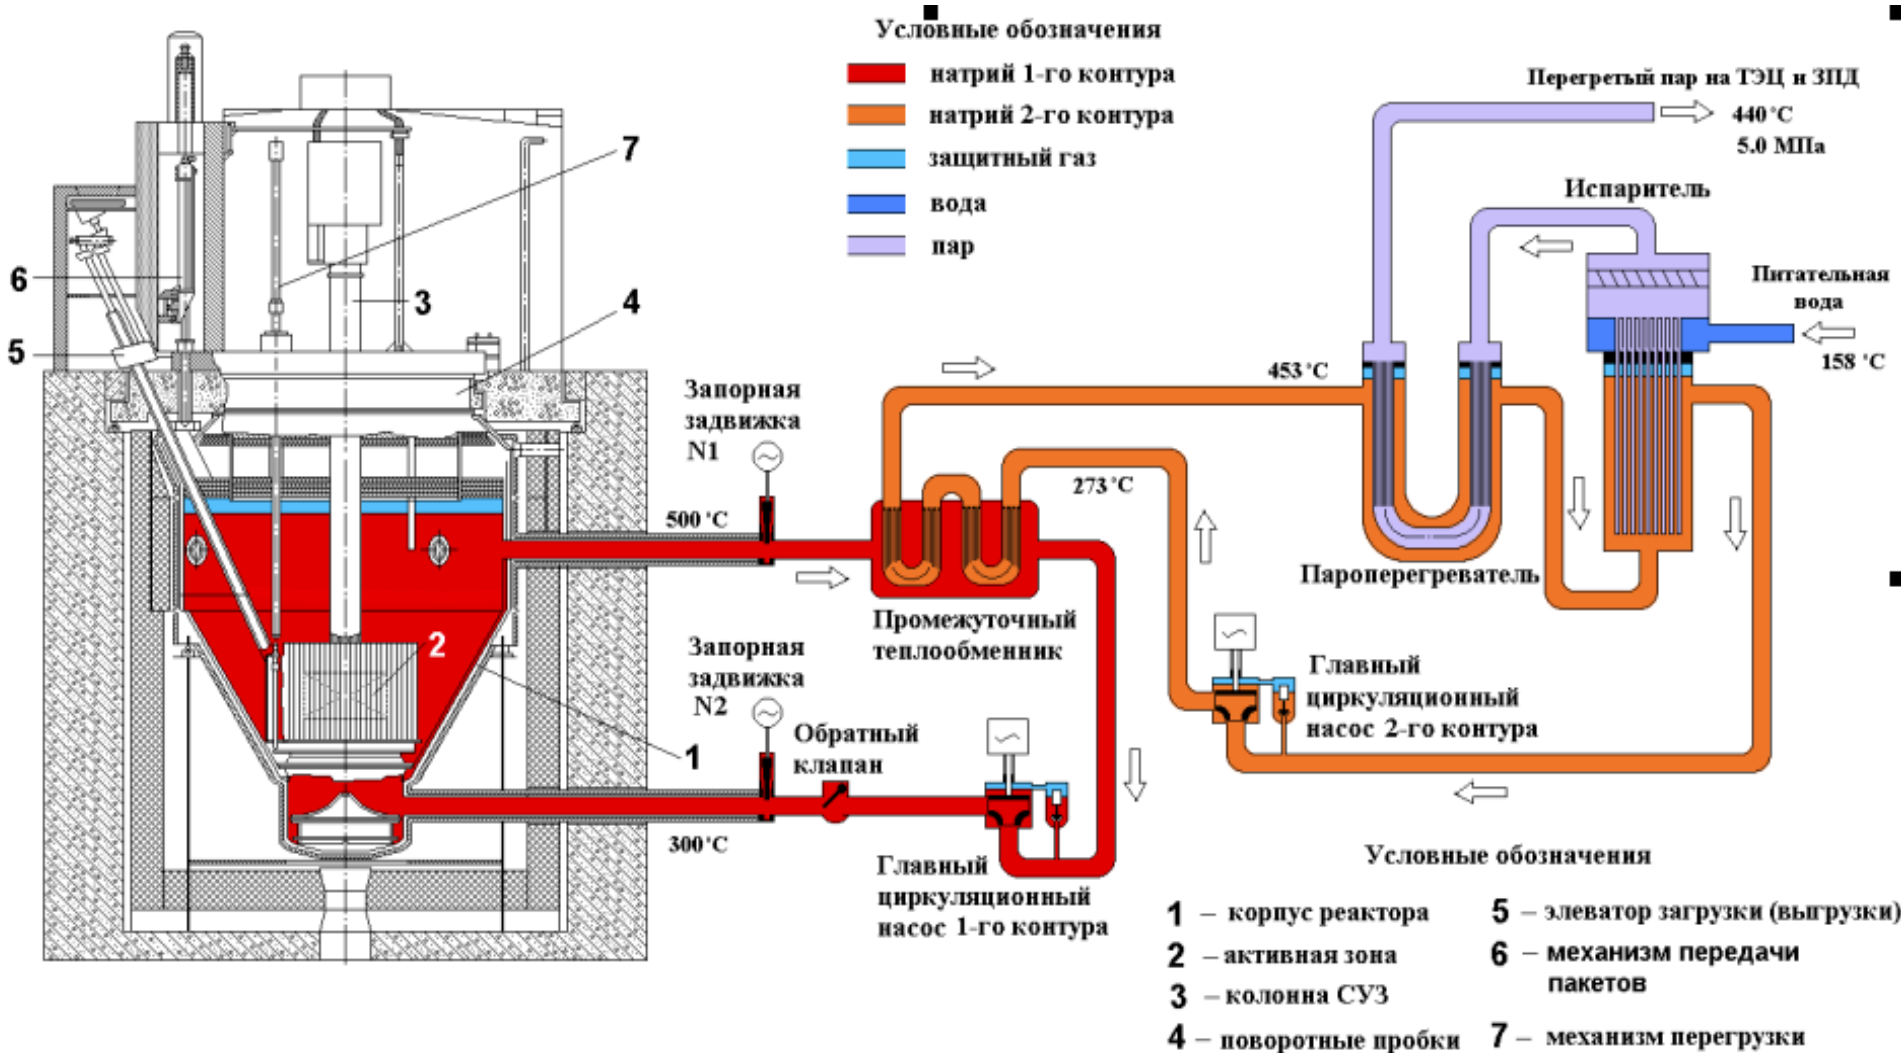 Условные обозначения
натрий 1-го контура
натрий 2-го контура
защитный газ
вода
пар
Перегретый пар на ТЭЦ и ЗПД
440 °C
5.0 МПа
Испаритель
Питательная
вода
158 °C
453 °C
273 °C
Пароперегреватель
7
6
3
4
5
Запорная
задвижка
N1
500 °C
Промежуточный
теплообменник
2
Запорная
задвижка
N2
1
Обратный
клапан
300 °C
Главный
циркуляционный
насос 2-го контура
Главный
циркуляционный
насос 1-го контура
Условные обозначения
1 – корпус реактора
2 – активная зона
3 – колонна СУЗ
4 – поворотные пробки
5 – элеватор загрузки (выгрузки)
6 – механизм передачи
пакетов
7 – механизм перегрузки